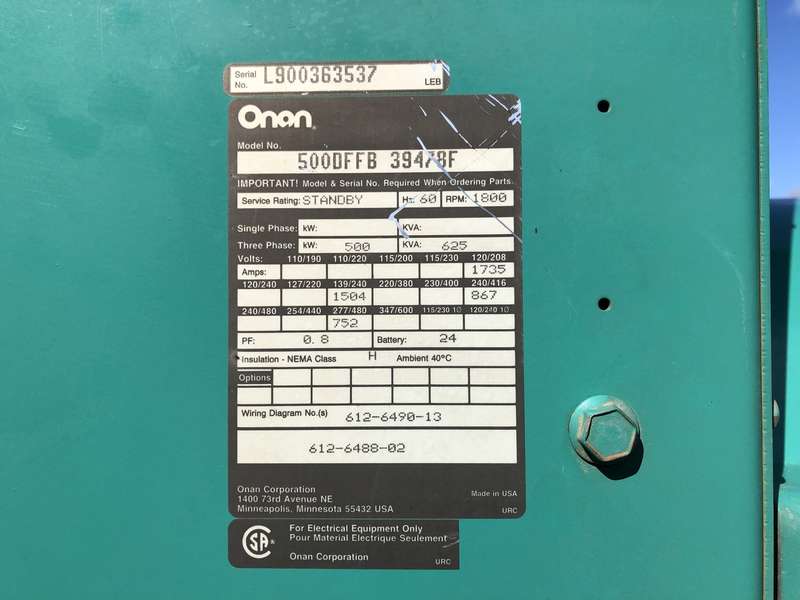 Serial No. L900363537 LEB
Onan
Model No.
500DFFB 39478F
IMPORTANT! Model & Serial No. Required When Ordering Parts
Service Rating: STANDBY Hz 60 RPM: 1800
Single Phase: kW: KVA:
Three Phase: kW: 500 KVA: 625
Volts: 110/190 110/220 115/200 115/230 120/208
Amps: 1735
120/240 127/220 139/240 220/380 230/400 240/416
1504 867
240/480 254/440 277/480 347/600 115/230 1O 120/240 1O
752
PF: 0.8 Battery: 24
Insulation - NEMA Class H Ambient 40°C
Options
Wiring Diagram No.(s) 612-6490-13
612-6488-02
Onan Corporation
1400 73rd Avenue NE Made in USA
Minneapolis, Minnesota 55432 USA URC
SA®
For Electrical Equipment Only
Pour Material Electrique Seulement
Onan Corporation URC